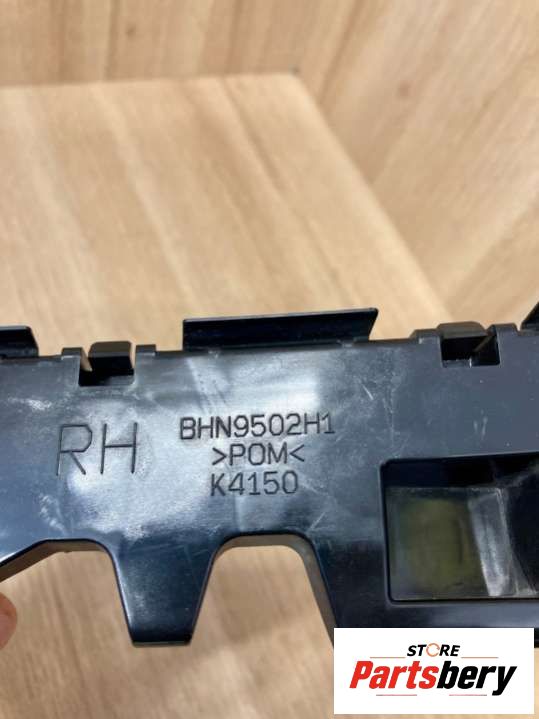 RH
BHN9502H1
>POM<
K4150
STORE
Partsbery